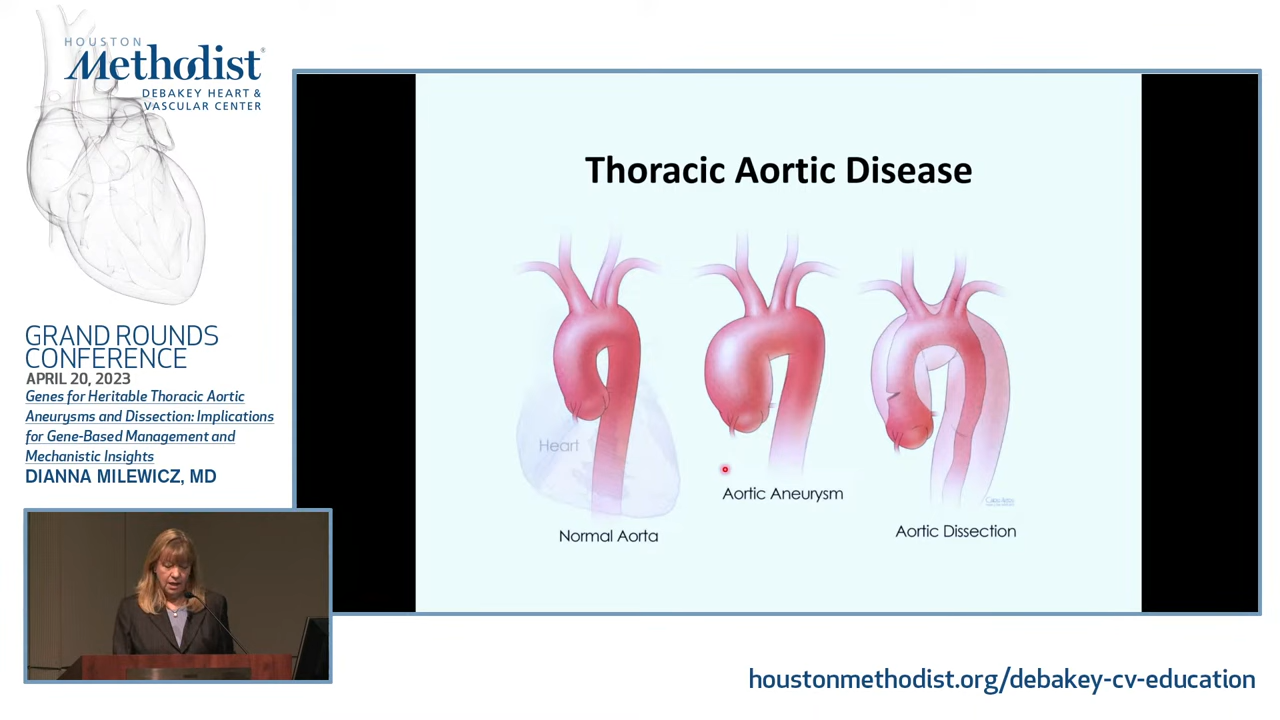 HOUSTON
Methodist®
DEBAKEY HEART &
VASCULAR CENTER
GRAND ROUNDS
CONFERENCE
APRIL 20, 2023
Genes for Heritable Thoracic Aortic
Aneurysms and Dissection: Implications
for Gene-Based Management and
Mechanistic Insights
DIANNA MILEWICZ, MD
Thoracic Aortic Disease
Heart
Normal Aorta
Aortic Aneurysm
Aortic Dissection
houstonmethodist.org/debakey-cv-education